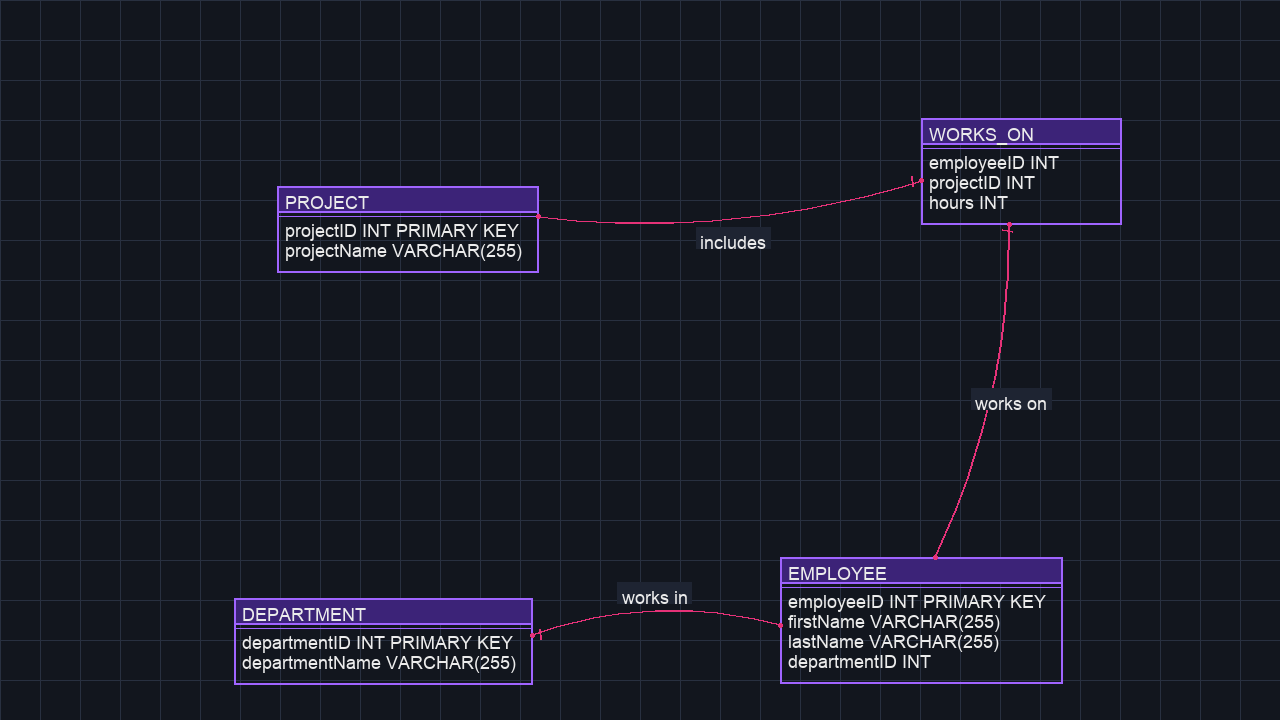 WORKS_ON
employeeID INT
projectID INT
hours INT
PROJECT
projectID INT PRIMARY KEY
projectName VARCHAR(255)
includes
works on
EMPLOYEE
employeeID INT PRIMARY KEY
firstName VARCHAR(255)
lastName VARCHAR(255)
departmentID INT
works in
DEPARTMENT
departmentID INT PRIMARY KEY
departmentName VARCHAR(255)